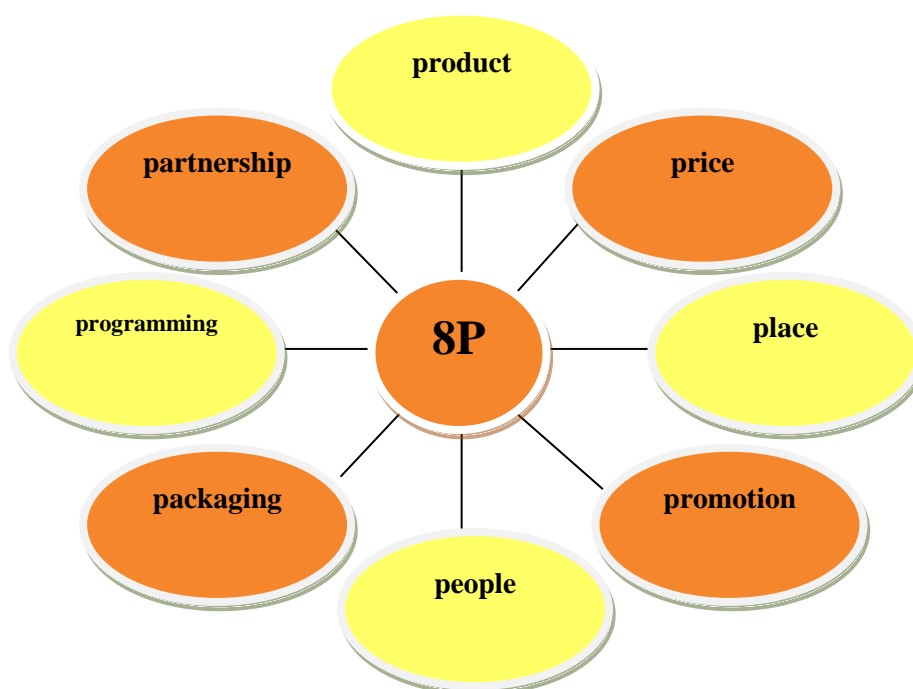 product
partnership
price
programming
8P
place
packaging
promotion
people